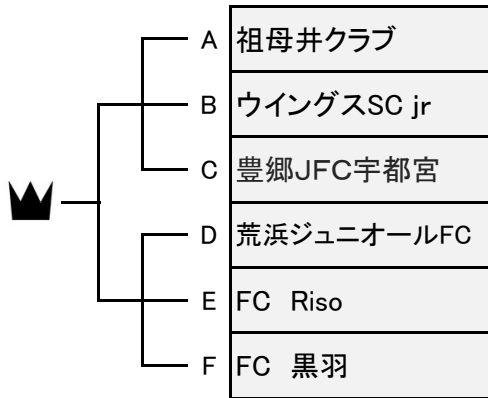 A 祖母井クラブ
B ウイングスSC jr
C 豊郷JFC宇都宮
D 荒浜ジュニオールFC
E FC Riso
F FC 黒羽